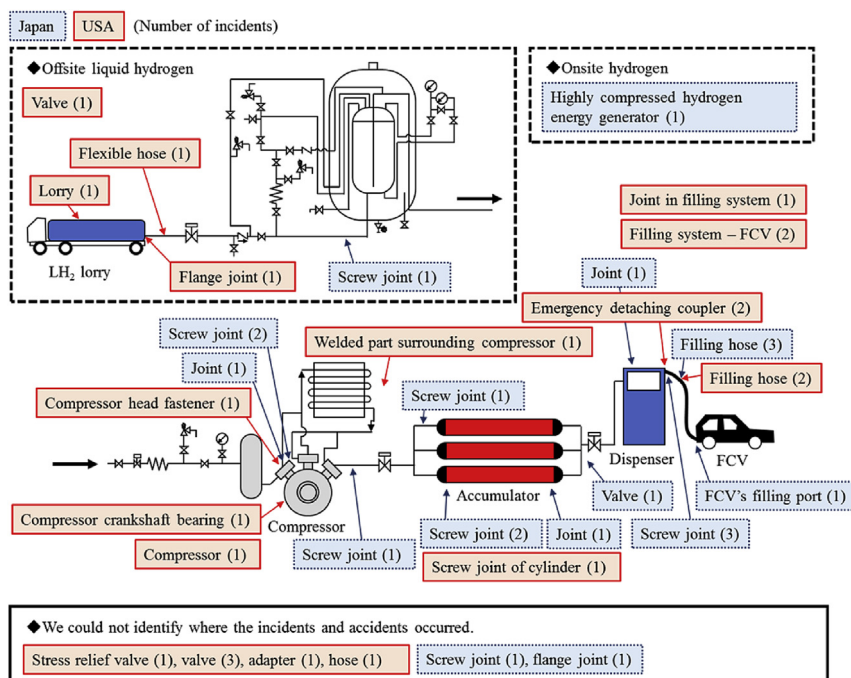 Japan USA (Number of incidents)
◆Offsite liquid hydrogen
Valve (1)
Flexible hose (1)
Lorry (1)
LH₂ lorry
Flange joint (1)
Screw joint (1)
◆Onsite hydrogen
Highly compressed hydrogen
energy generator (1)
Joint in filling system (1)
Filling system – FCV (2)
Joint (1)
Emergency detaching coupler (2)
Screw joint (2)
Welded part surrounding compressor (1)
Filling hose (3)
Joint (1)
Filling hose (2)
Compressor head fastener (1)
Screw joint (1)
Dispenser
FCV
Accumulator
Valve (1)
FCV's filling port (1)
Compressor crankshaft bearing (1)
Compressor
Compressor (1)
Screw joint (1)
Screw joint (2)
Joint (1)
Screw joint (3)
Screw joint of cylinder (1)
◆We could not identify where the incidents and accidents occurred.
Stress relief valve (1), valve (3), adapter (1), hose (1)
Screw joint (1), flange joint (1)